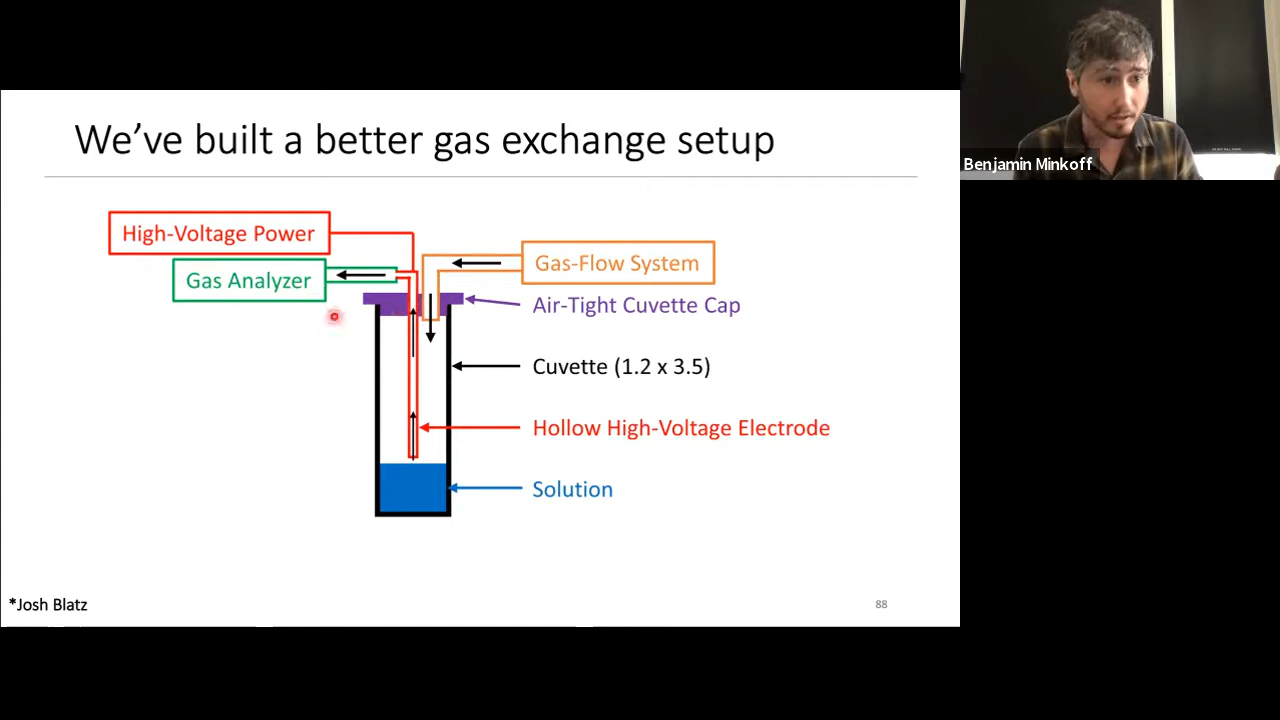 We’ve built a better gas exchange setup
Benjamin Minkoff
High-Voltage Power
Gas-Flow System
Gas Analyzer
Air-Tight Cuvette Cap
Cuvette (1.2 x 3.5)
Hollow High-Voltage Electrode
Solution
*Josh Blatz
88